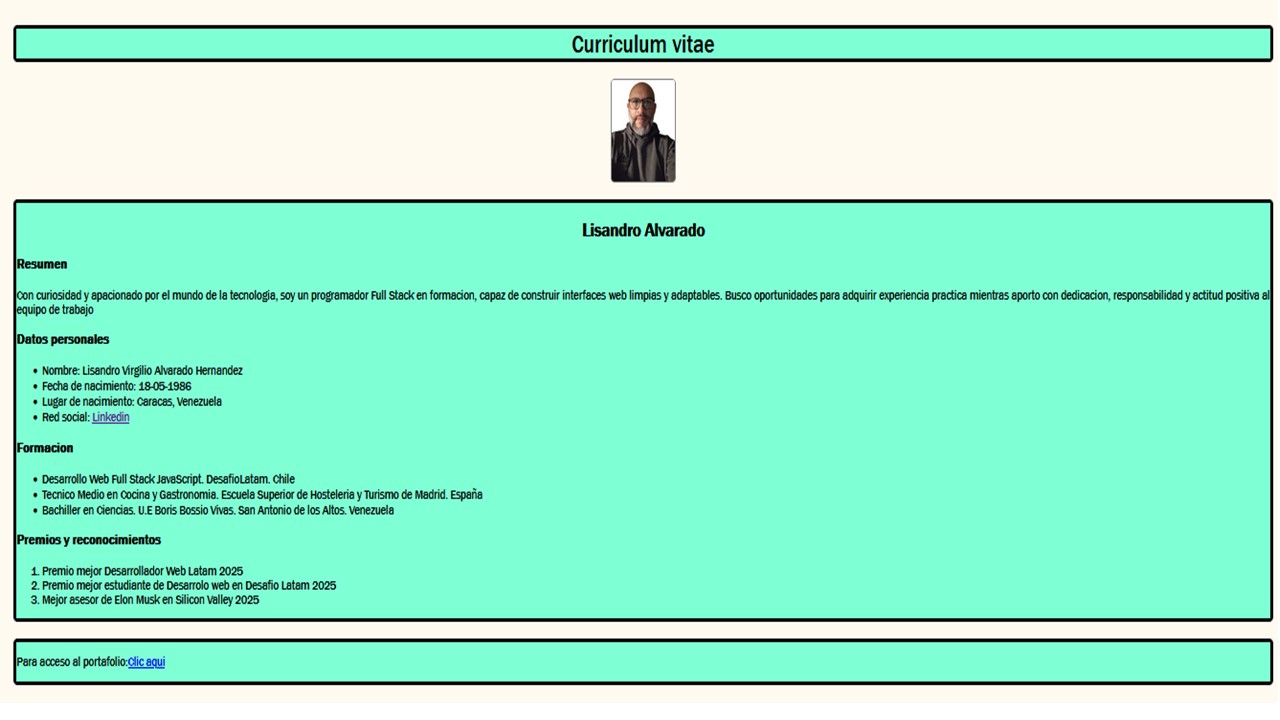 Curriculum vitae
Lisandro Alvarado
Resumen
Con curiosidad y apacionado por el mundo de la tecnologia, soy un programador Full Stack en formacion, capaz de construir interfaces web limpias y adaptables. Busco oportunidades para adquirir experiencia practica mientras aporto con dedicacion, responsabilidad y actitud positiva al
equipo de trabajo
Datos personales
• Nombre: Lisandro Virgilio Alvarado Hernandez
• Fecha de nacimiento: 18-05-1986
• Lugar de nacimiento: Caracas, Venezuela
• Red social: Linkedin
Formacion
• Desarrollo Web Full Stack JavaScript. DesafioLatam. Chile
• Tecnico Medio en Cocina y Gastronomia. Escuela Superior de Hosteleria y Turismo de Madrid. España
• Bachiller en Ciencias. U.E Boris Bossio Vivas. San Antonio de los Altos. Venezuela
Premios y reconocimientos
1. Premio mejor Desarrollador Web Latam 2025
2. Premio mejor estudiante de Desarrolo web en Desafio Latam 2025
3. Mejor asesor de Elon Musk en Silicon Valley 2025
Para acceso al portafolio:Clic aqui